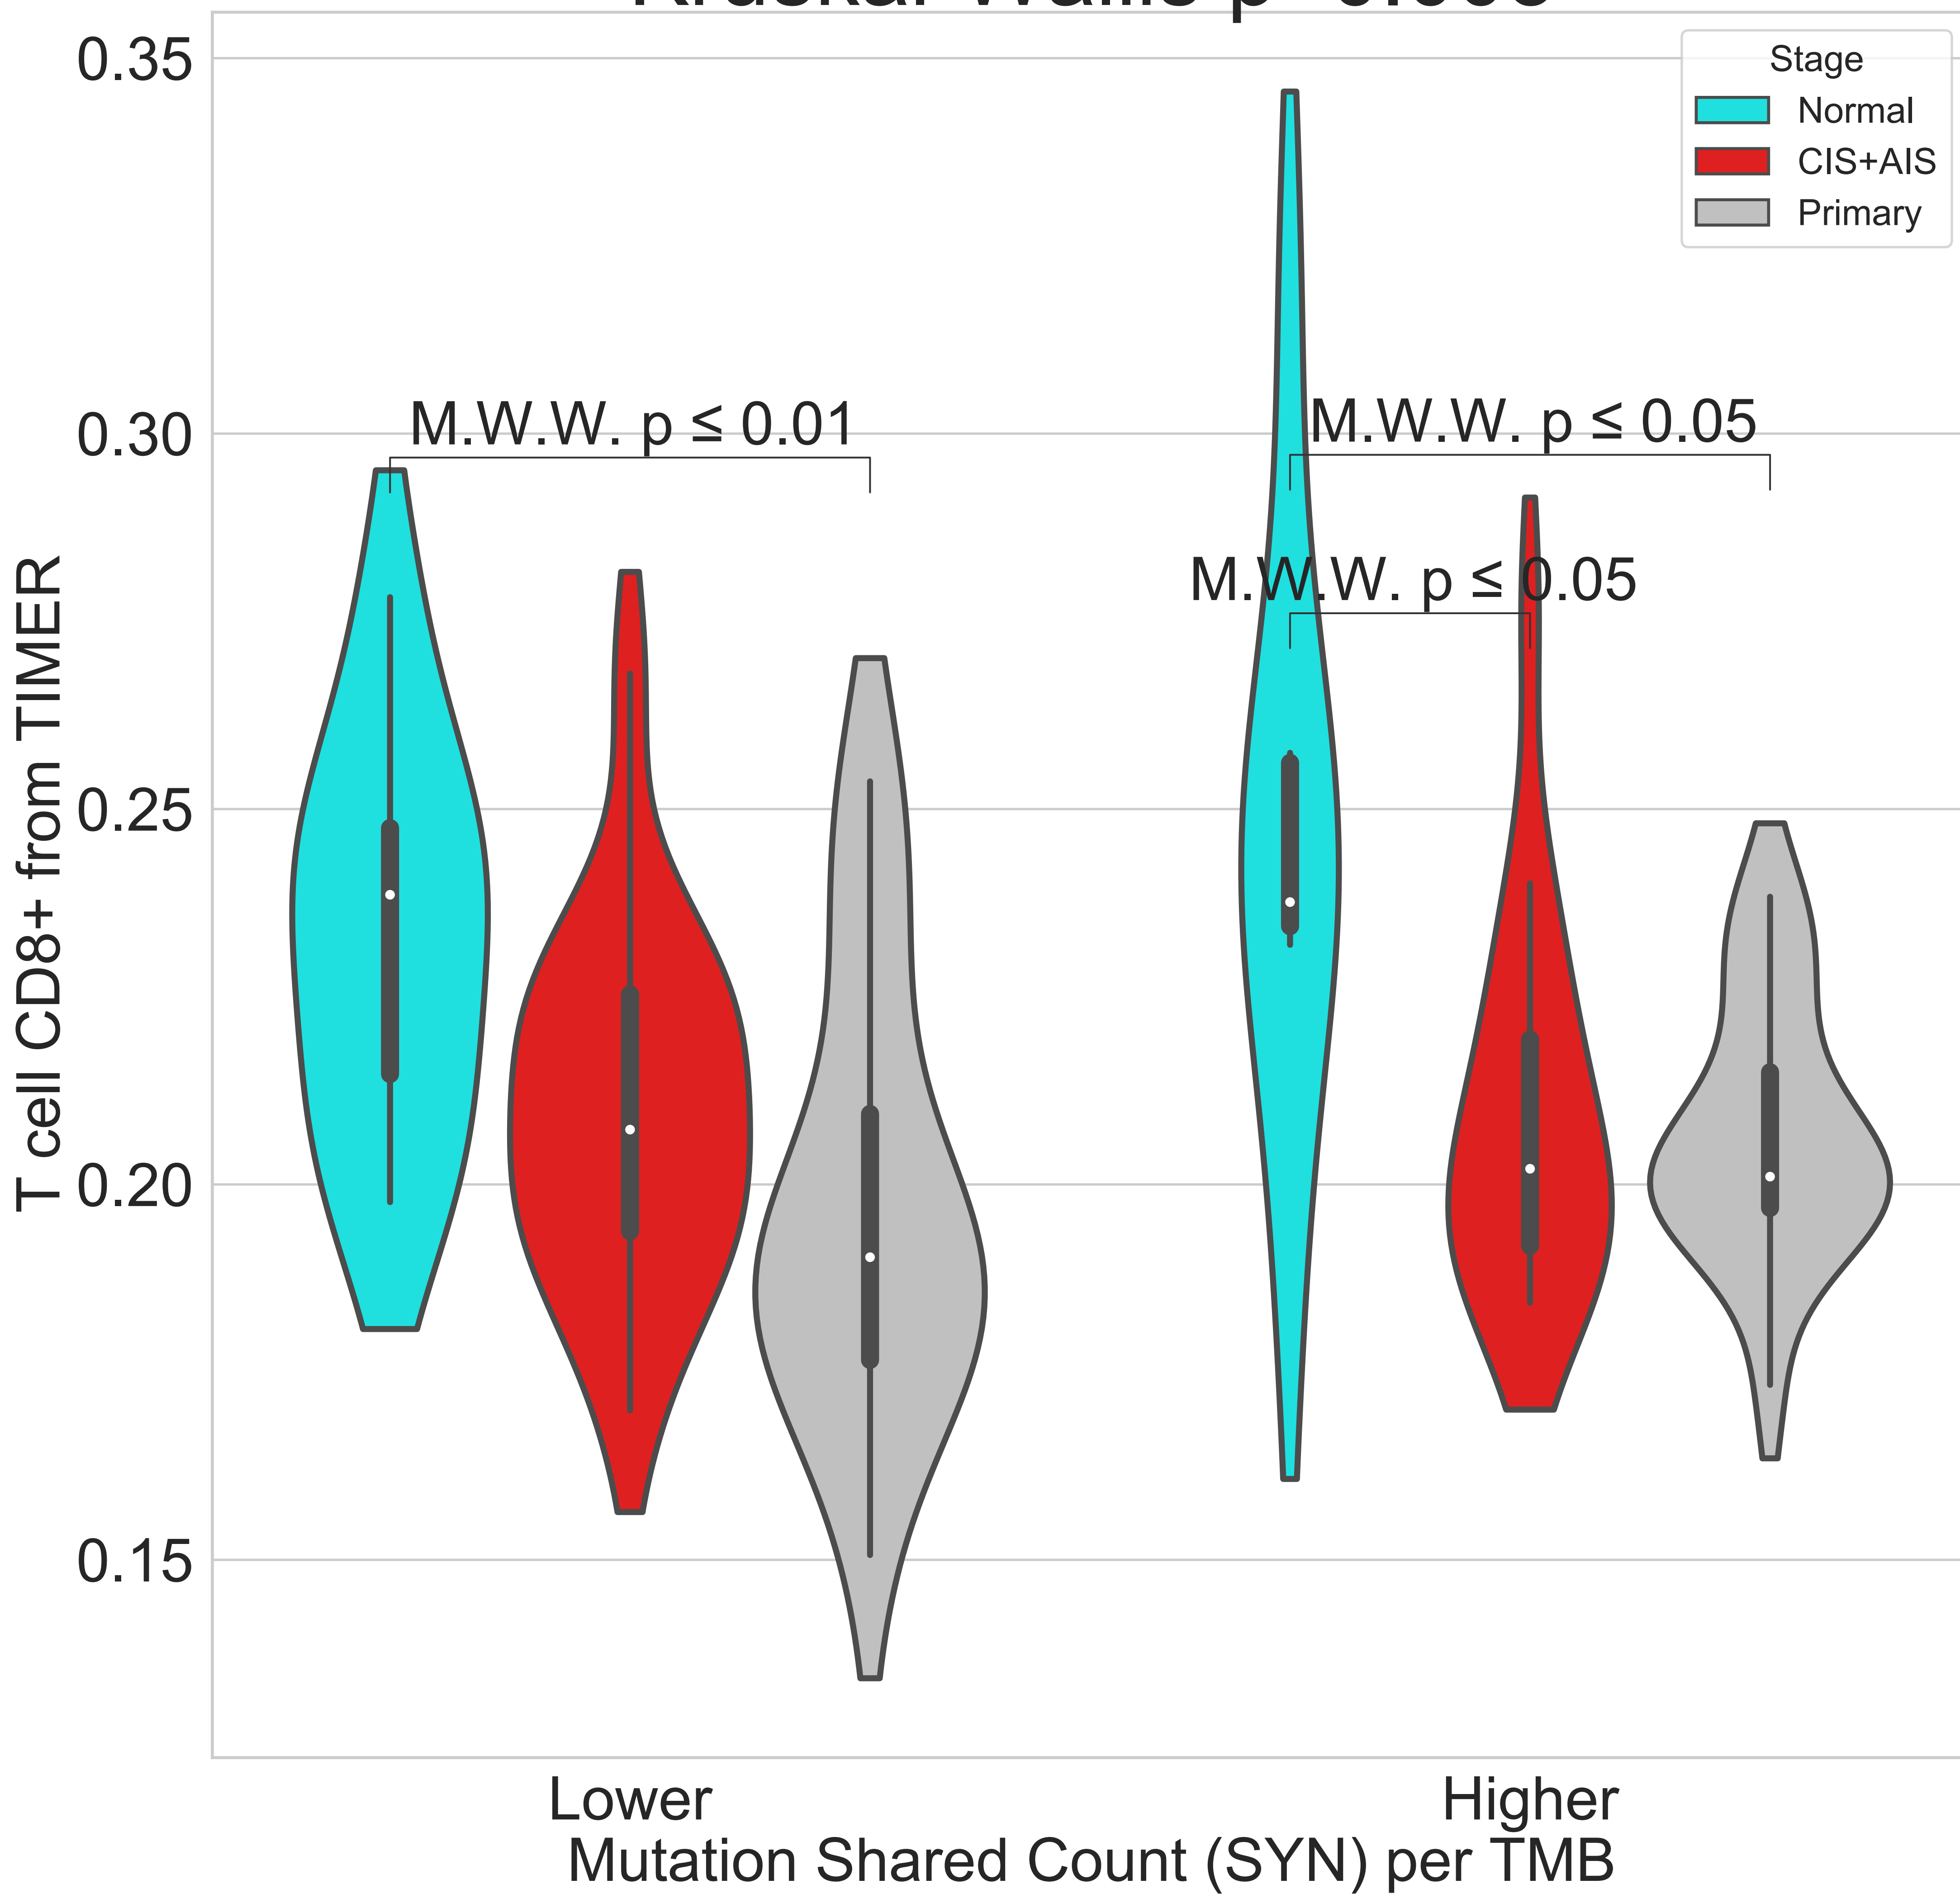 0.35
0.30
0.25
0.20
0.15
T cell CD8+ from TIMER
Stage
Normal
CIS+AIS
Primary
M.W.W. p ≤ 0.01
M.W.W. p ≤ 0.05
M.W.W. p ≤ 0.05
Lower
Higher
Mutation Shared Count (SYN) per TMB